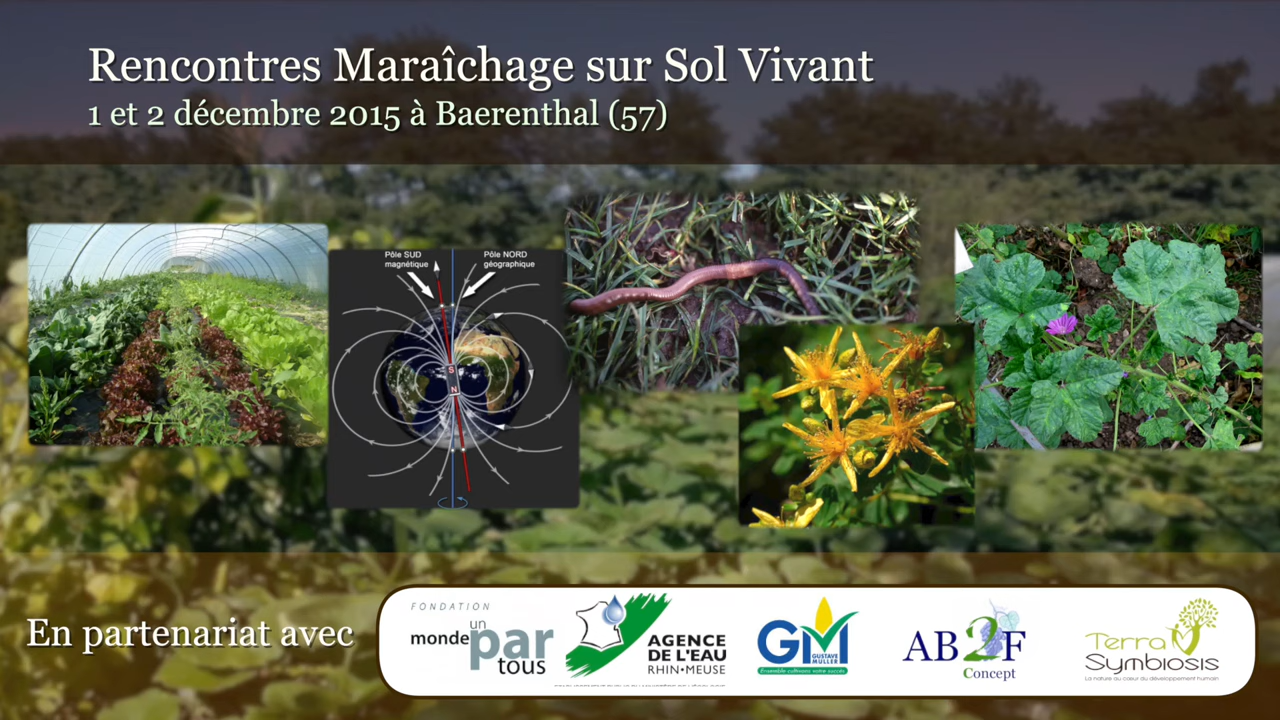 Rencontres Maraîchage sur Sol Vivant
1 et 2 décembre 2015 à Baerenthal (57)
Pôle SUD
magnétique
Pôle NORD
géographique
S
N
En partenariat avec
FONDATION
un
monde par
tous
AGENCE
DE L'EAU
RHIN•MEUSE
GM
GUSTAVE
MULLER
Ensemble cultivons votre succès
AB2F
Concept
Terra
Symbiosis
La nature au cœur du développement humain